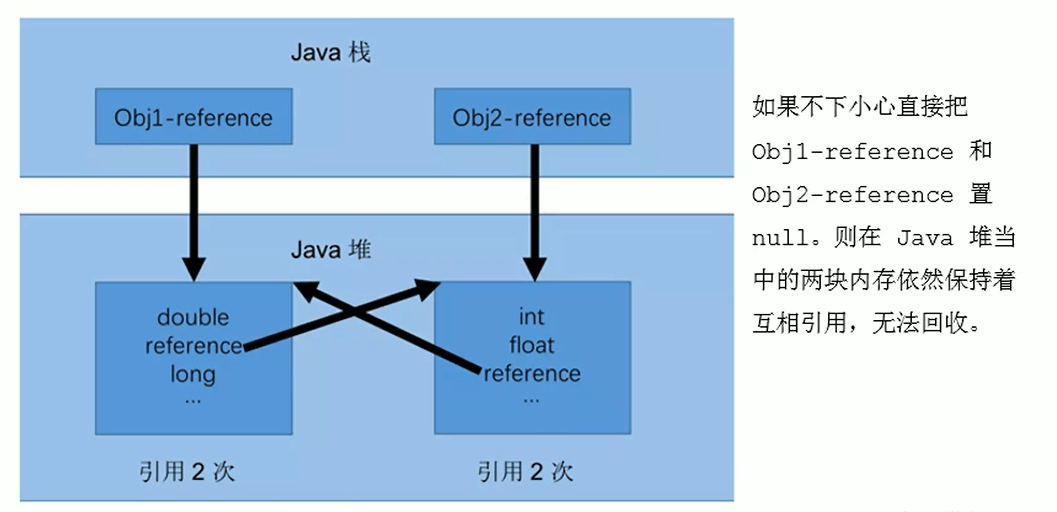 Java 栈
Obj1-reference
Obj2-reference
Java 堆
double
reference
long
...
int
float
reference
...
引用 2 次
引用 2 次
如果不下小心直接把
Obj1-reference 和
Obj2-reference 置
null。则在 Java 堆当
中的两块内存依然保持着
互相引用，无法回收。